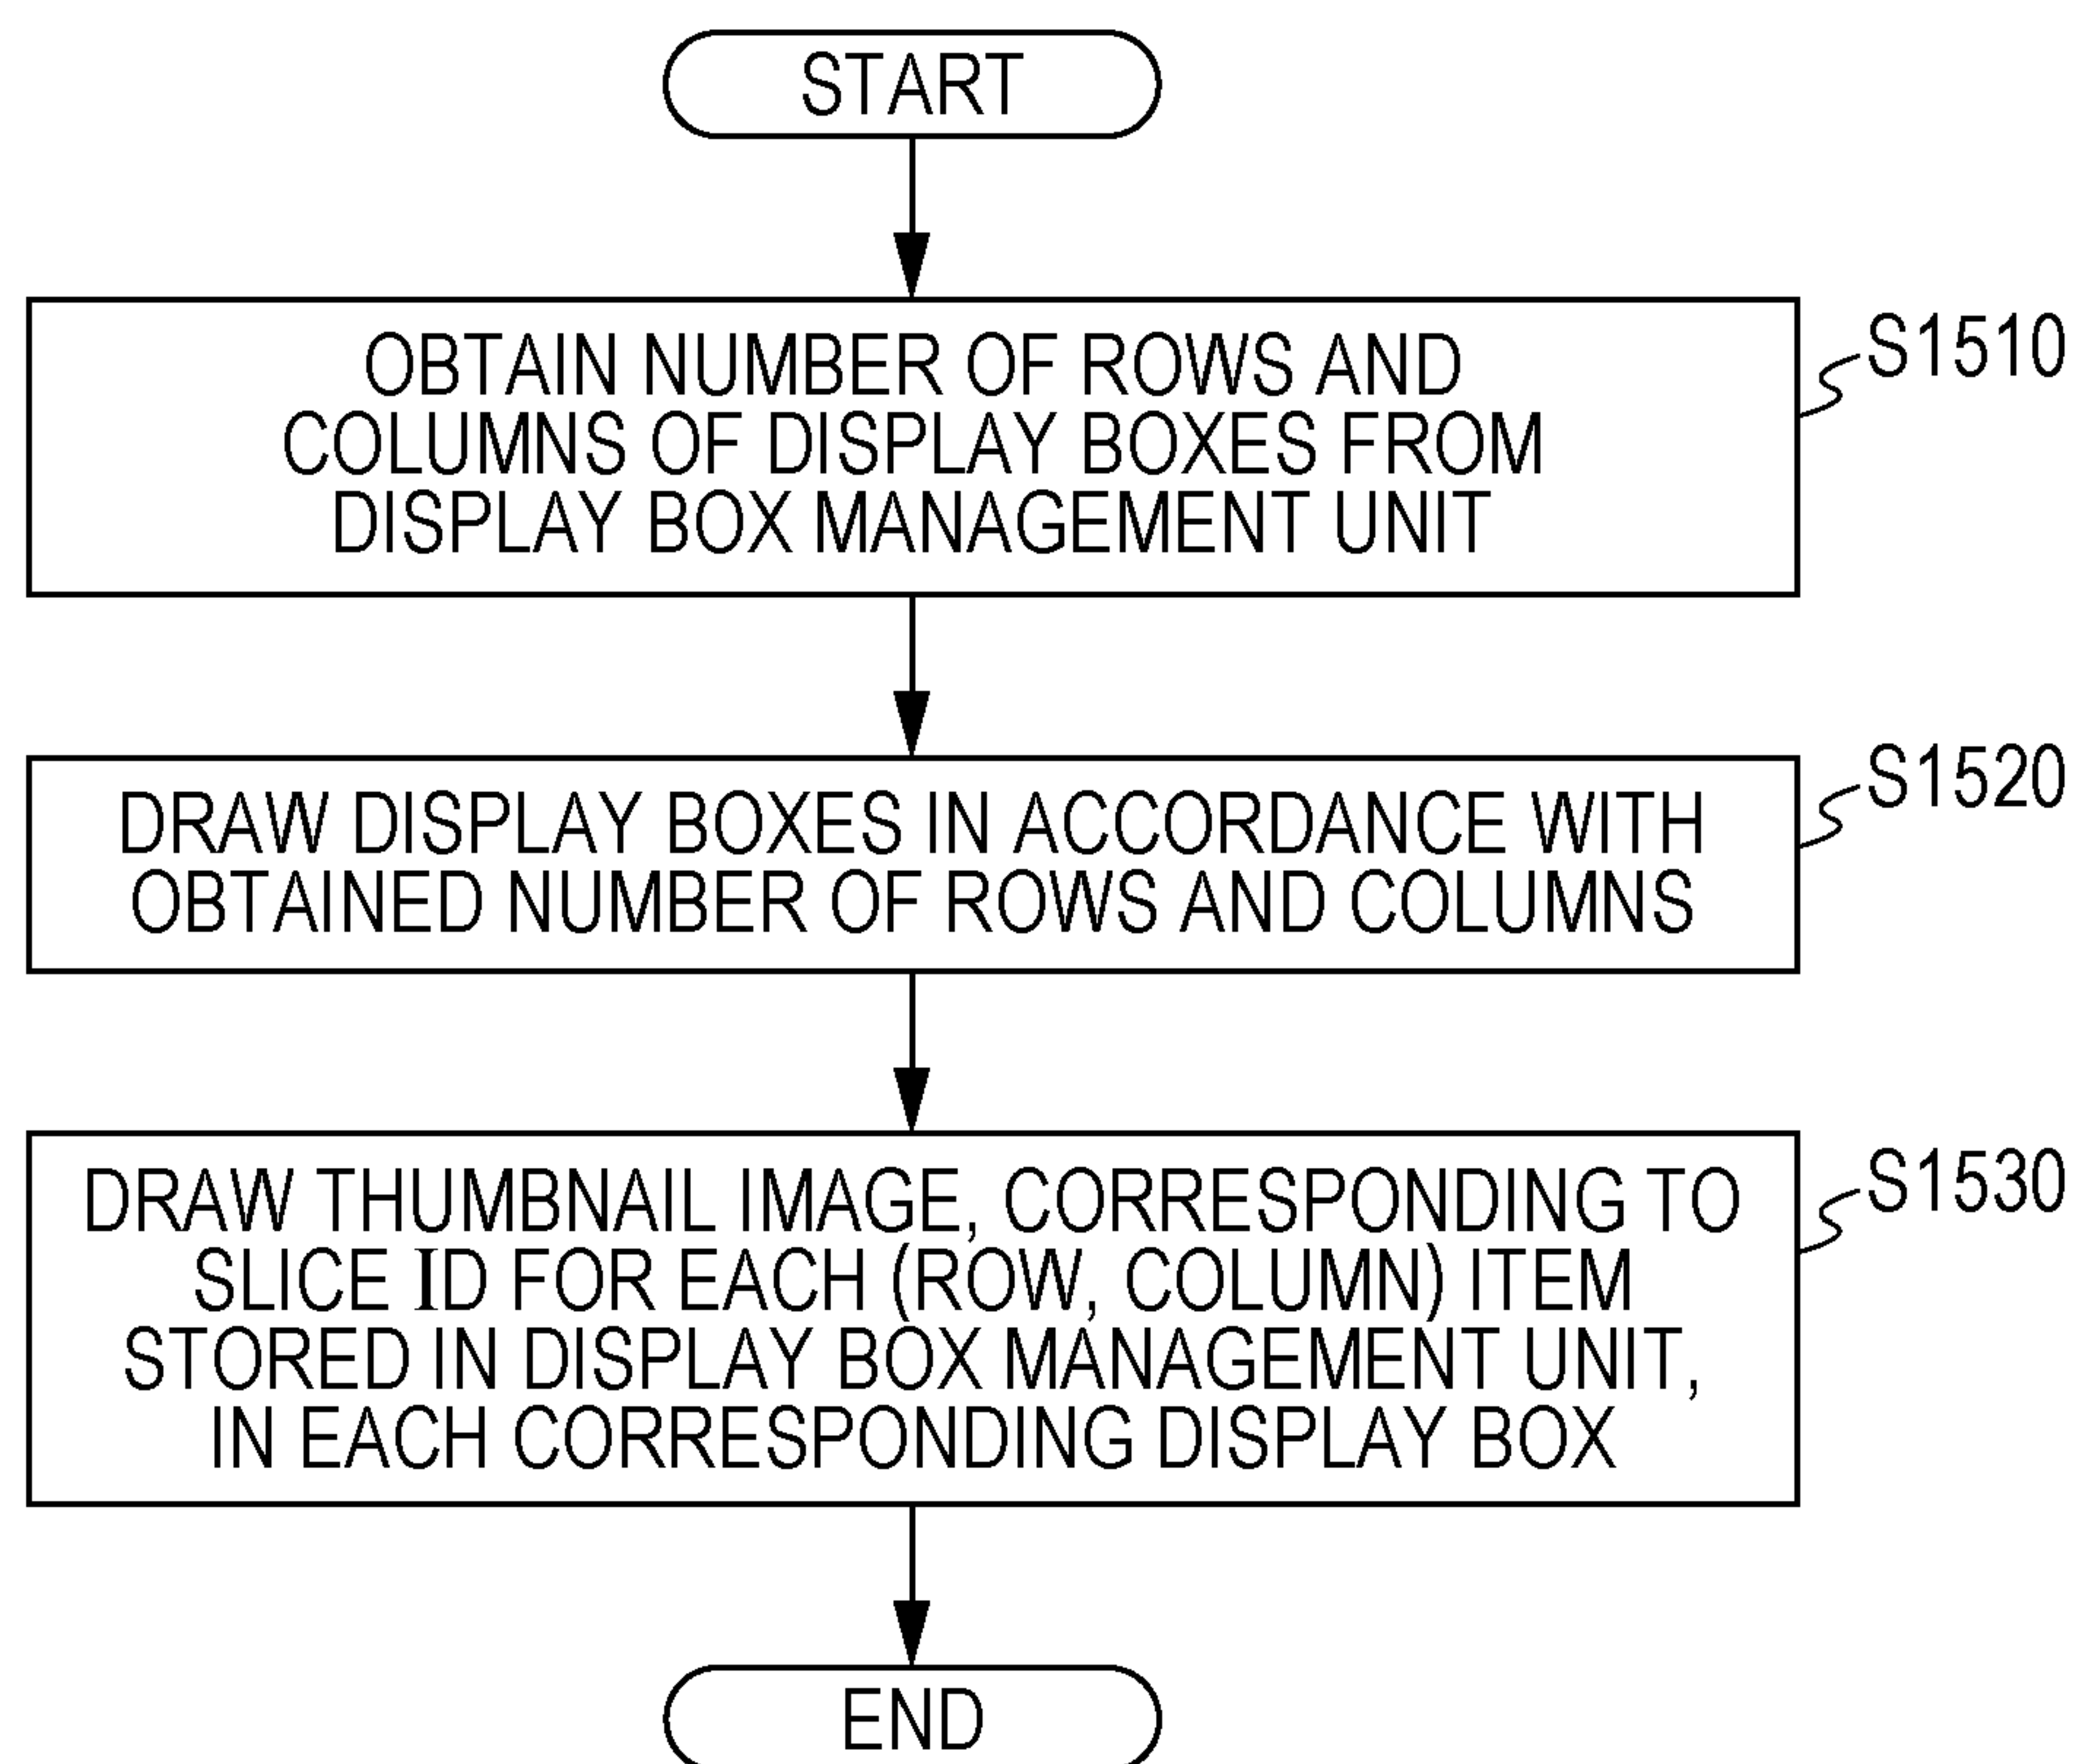 START
OBTAIN NUMBER OF ROWS AND
COLUMNS OF DISPLAY BOXES FROM
DISPLAY BOX MANAGEMENT UNIT
S1510
DRAW DISPLAY BOXES IN ACCORDANCE WITH
OBTAINED NUMBER OF ROWS AND COLUMNS
S1520
DRAW THUMBNAIL IMAGE, CORRESPONDING TO
SLICE ID FOR EACH (ROW, COLUMN) ITEM
STORED IN DISPLAY BOX MANAGEMENT UNIT,
IN EACH CORRESPONDING DISPLAY BOX
S1530
END